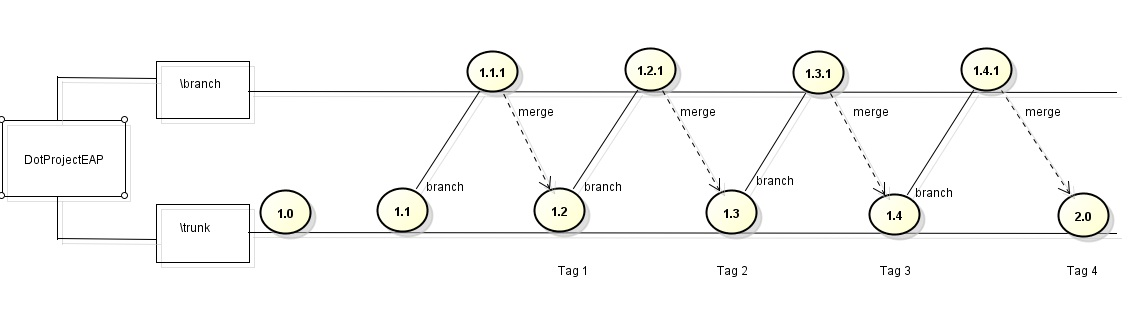 1.1.1
1.2.1
1.3.1
1.4.1
\branch
merge
merge
merge
merge
DotProjectEAP
branch
branch
branch
branch
\trunk
1.0
1.1
1.2
1.3
1.4
2.0
Tag 1
Tag 2
Tag 3
Tag 4